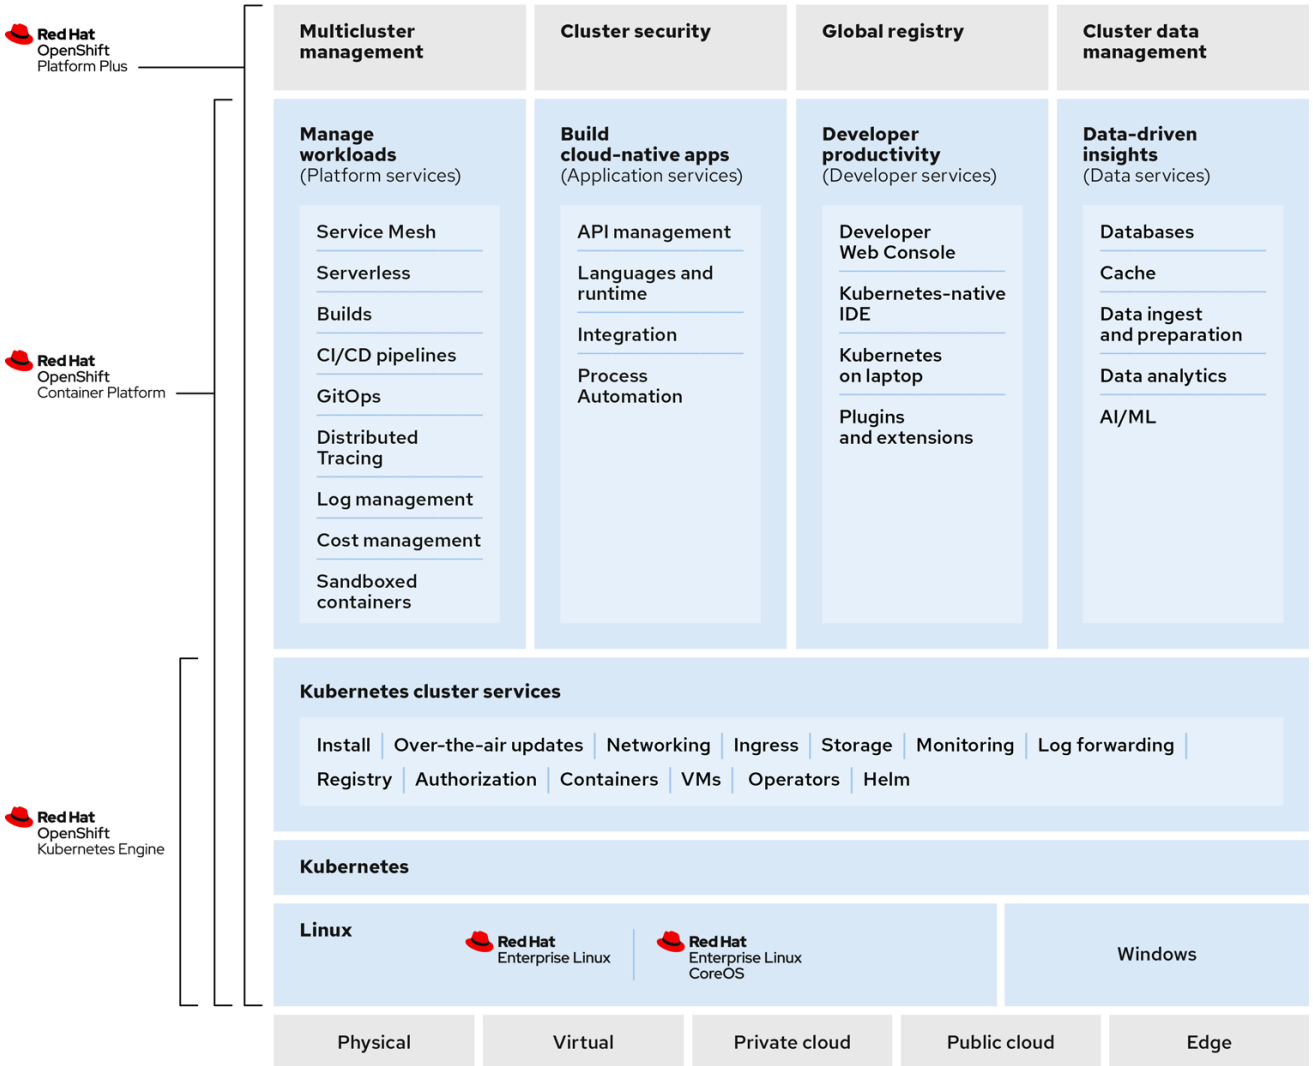 Red Hat
OpenShift
Platform Plus
Multicluster
management
Cluster security
Global registry
Cluster data
management
Red Hat
OpenShift
Container Platform
Manage
workloads
(Platform services)
Service Mesh
Serverless
Builds
CI/CD pipelines
GitOps
Distributed
Tracing
Log management
Cost management
Sandboxed
containers
Build
cloud-native apps
(Application services)
API management
Languages and
runtime
Integration
Process
Automation
Developer
productivity
(Developer services)
Developer
Web Console
Kubernetes-native
IDE
Kubernetes
on laptop
Plugins
and extensions
Data-driven
insights
(Data services)
Databases
Cache
Data ingest
and preparation
Data analytics
AI/ML
Red Hat
OpenShift
Kubernetes Engine
Kubernetes cluster services
Install | Over-the-air updates | Networking | Ingress | Storage | Monitoring | Log forwarding |
Registry | Authorization | Containers | VMs | Operators | Helm
Kubernetes
Linux
Red Hat
Enterprise Linux
Red Hat
Enterprise Linux
CoreOS
Windows
Physical
Virtual
Private cloud
Public cloud
Edge